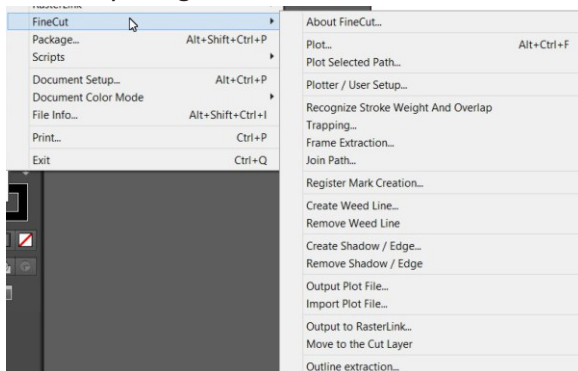 RasterLink
FineCut
Package... Alt+Shift+Ctrl+P
Scripts
Document Setup... Alt+Ctrl+P
Document Color Mode
File Info... Alt+Shift+Ctrl+I
Print... Ctrl+P
Exit Ctrl+Q
About FineCut...
Plot... Alt+Ctrl+F
Plot Selected Path...
Plotter / User Setup...
Recognize Stroke Weight And Overlap
Trapping...
Frame Extraction...
Join Path...
Register Mark Creation...
Create Weed Line...
Remove Weed Line
Create Shadow / Edge...
Remove Shadow / Edge
Output Plot File...
Import Plot File...
Output to RasterLink...
Move to the Cut Layer
Outline extraction...